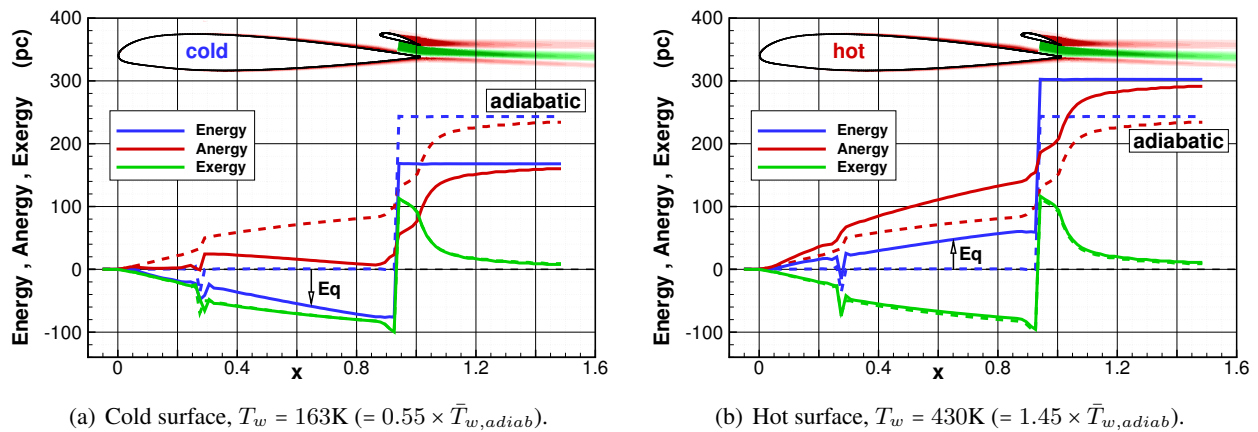 Energy , Anergy , Exergy (pc)
400
300
200
100
0
-100
cold
adiabatic
Energy
Anergy
Exergy
Eq
0 0.4 0.8 1.2 1.6
x
(a) Cold surface, T_w = 163K (= 0.55 × T̄_{w,adiab}).
Energy , Anergy , Exergy (pc)
400
300
200
100
0
-100
hot
Energy
Anergy
Exergy
adiabatic
Eq
0 0.4 0.8 1.2 1.6
x
(b) Hot surface, T_w = 430K (= 1.45 × T̄_{w,adiab}).